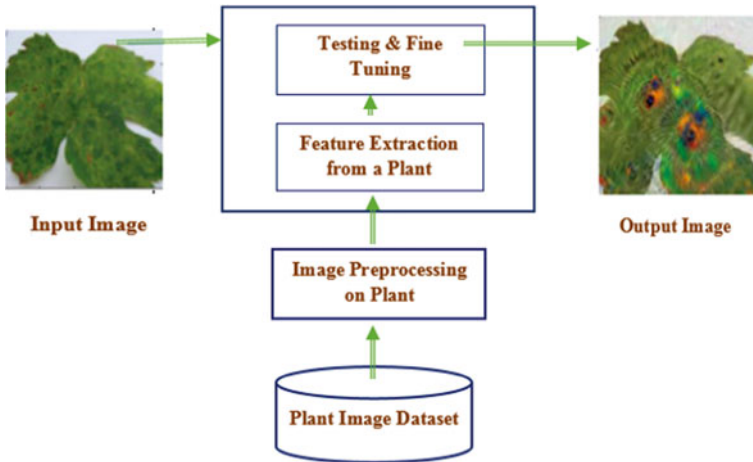 Testing & Fine
Tuning
Feature Extraction
from a Plant
Input Image
Output Image
Image Preprocessing
on Plant
Plant Image Dataset